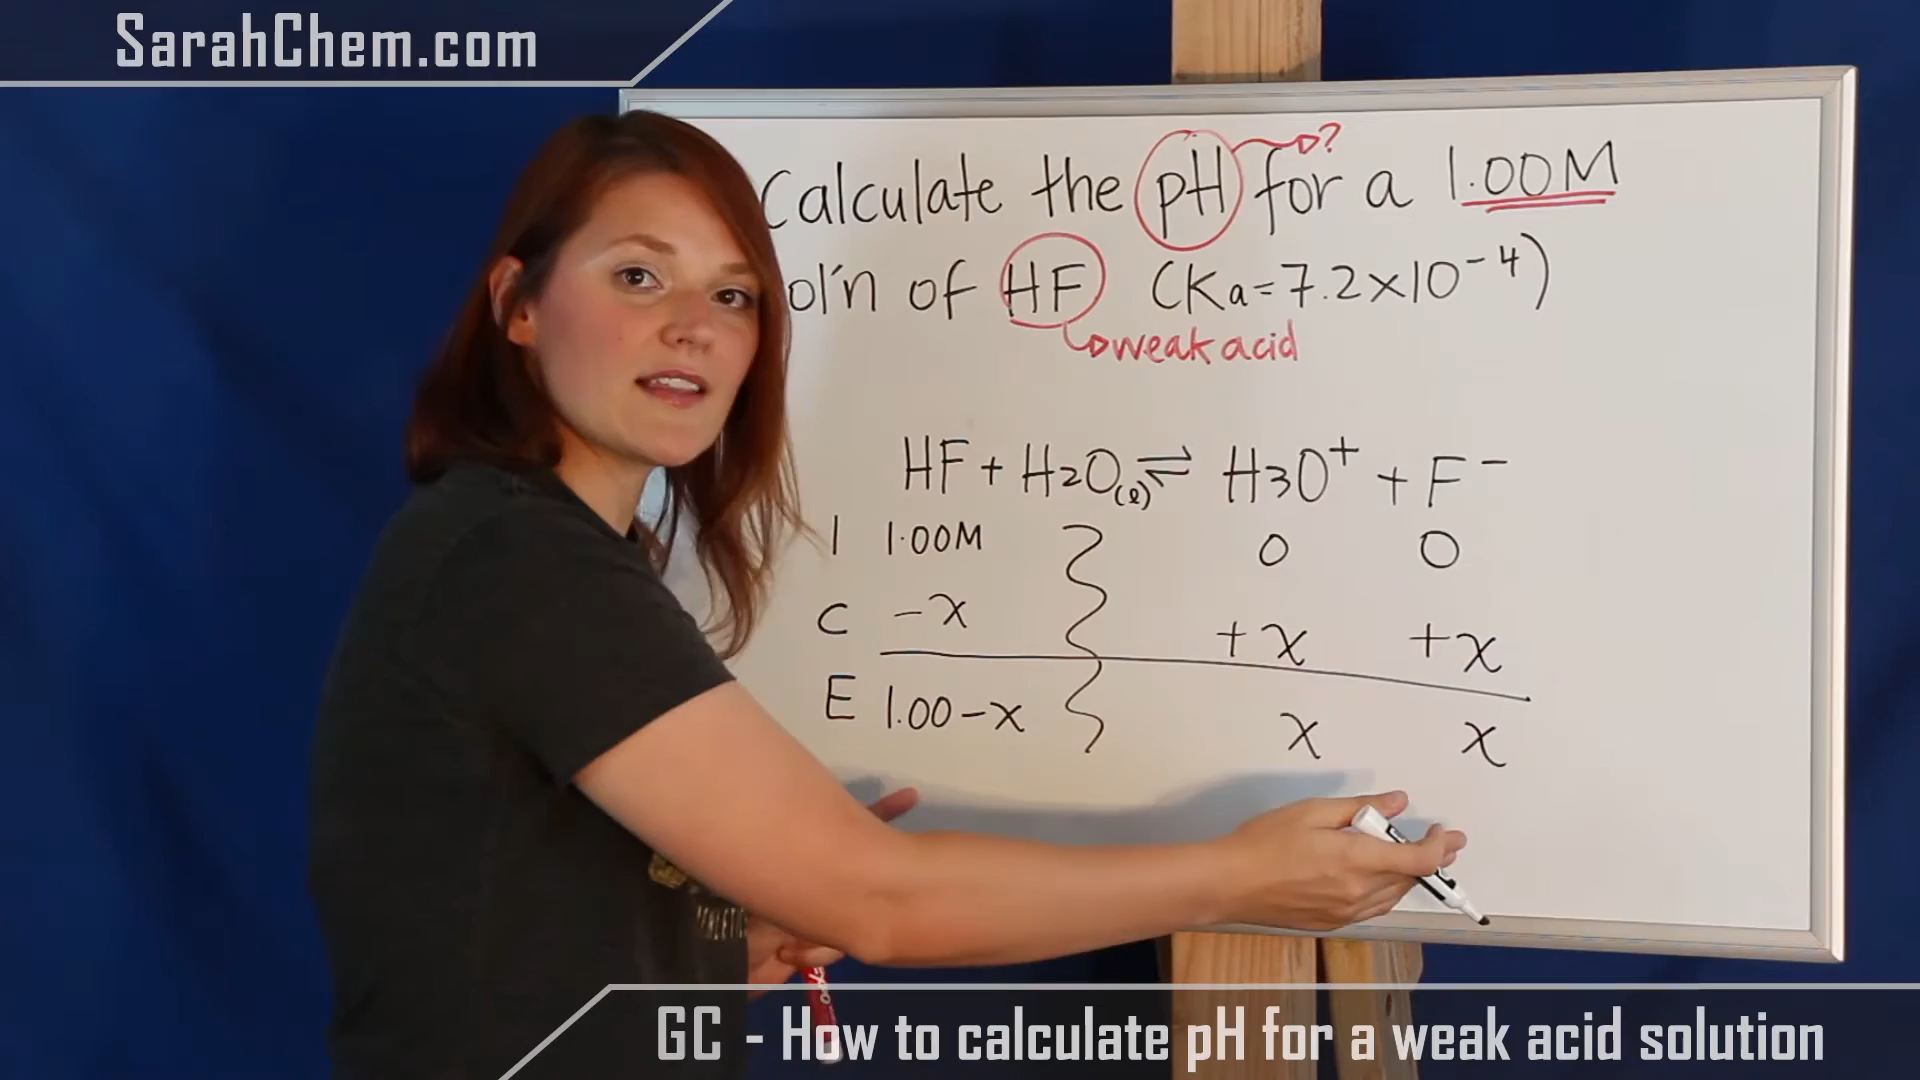 SarahChem.com
Calculate the pH → ? for a 1.00M
ol'n of HF (Ka=7.2x10⁻⁴)
→ weak acid
HF + H2O(l) ⇌ H3O⁺ + F⁻
I 1.00M 0 0
C -x +x +x
E 1.00-x x x
GC - How to calculate pH for a weak acid solution